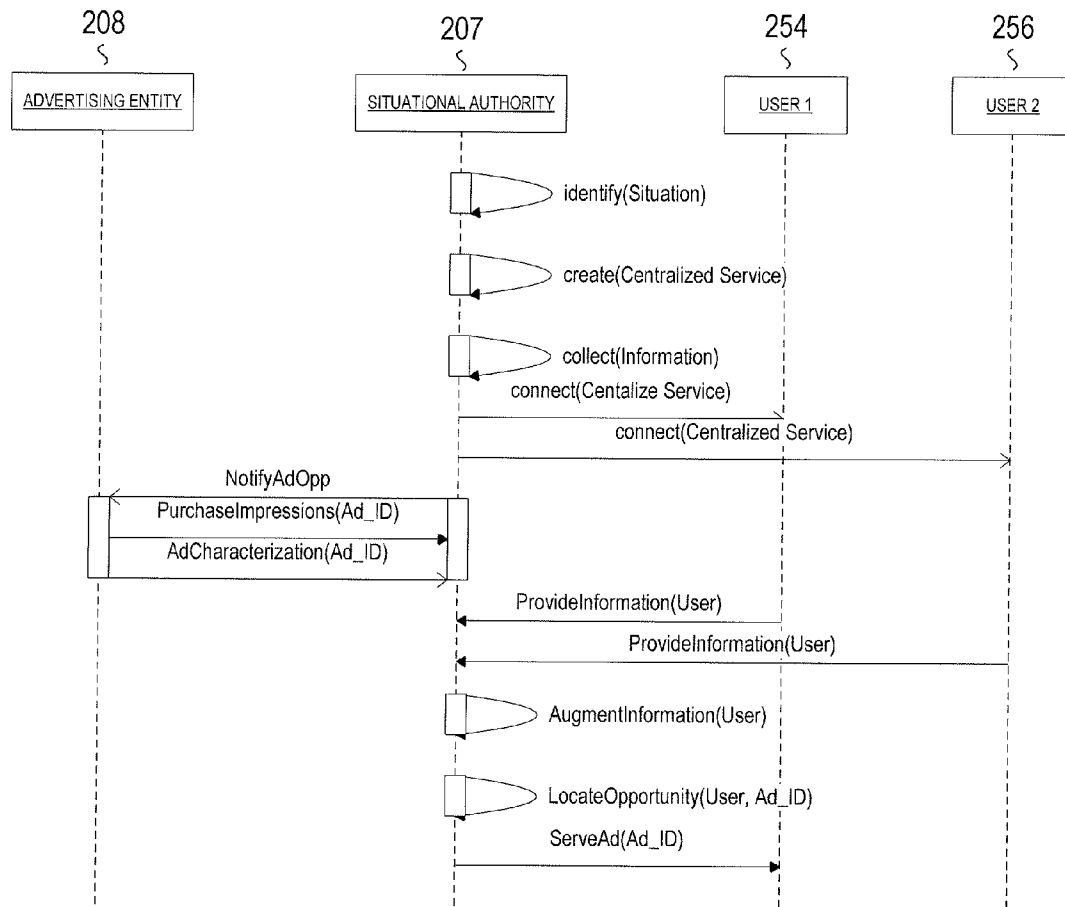 208
207
254
256
ADVERTISING ENTITY
SITUATIONAL AUTHORITY
USER 1
USER 2
identify(Situation)
create(Centralized Service)
collect(Information)
connect(Centalize Service)
connect(Centralized Service)
NotifyAdOpp
PurchaseImpressions(Ad_ID)
AdCharacterization(Ad_ID)
ProvideInformation(User)
ProvideInformation(User)
AugmentInformation(User)
LocateOpportunity(User, Ad_ID)
ServeAd(Ad_ID)